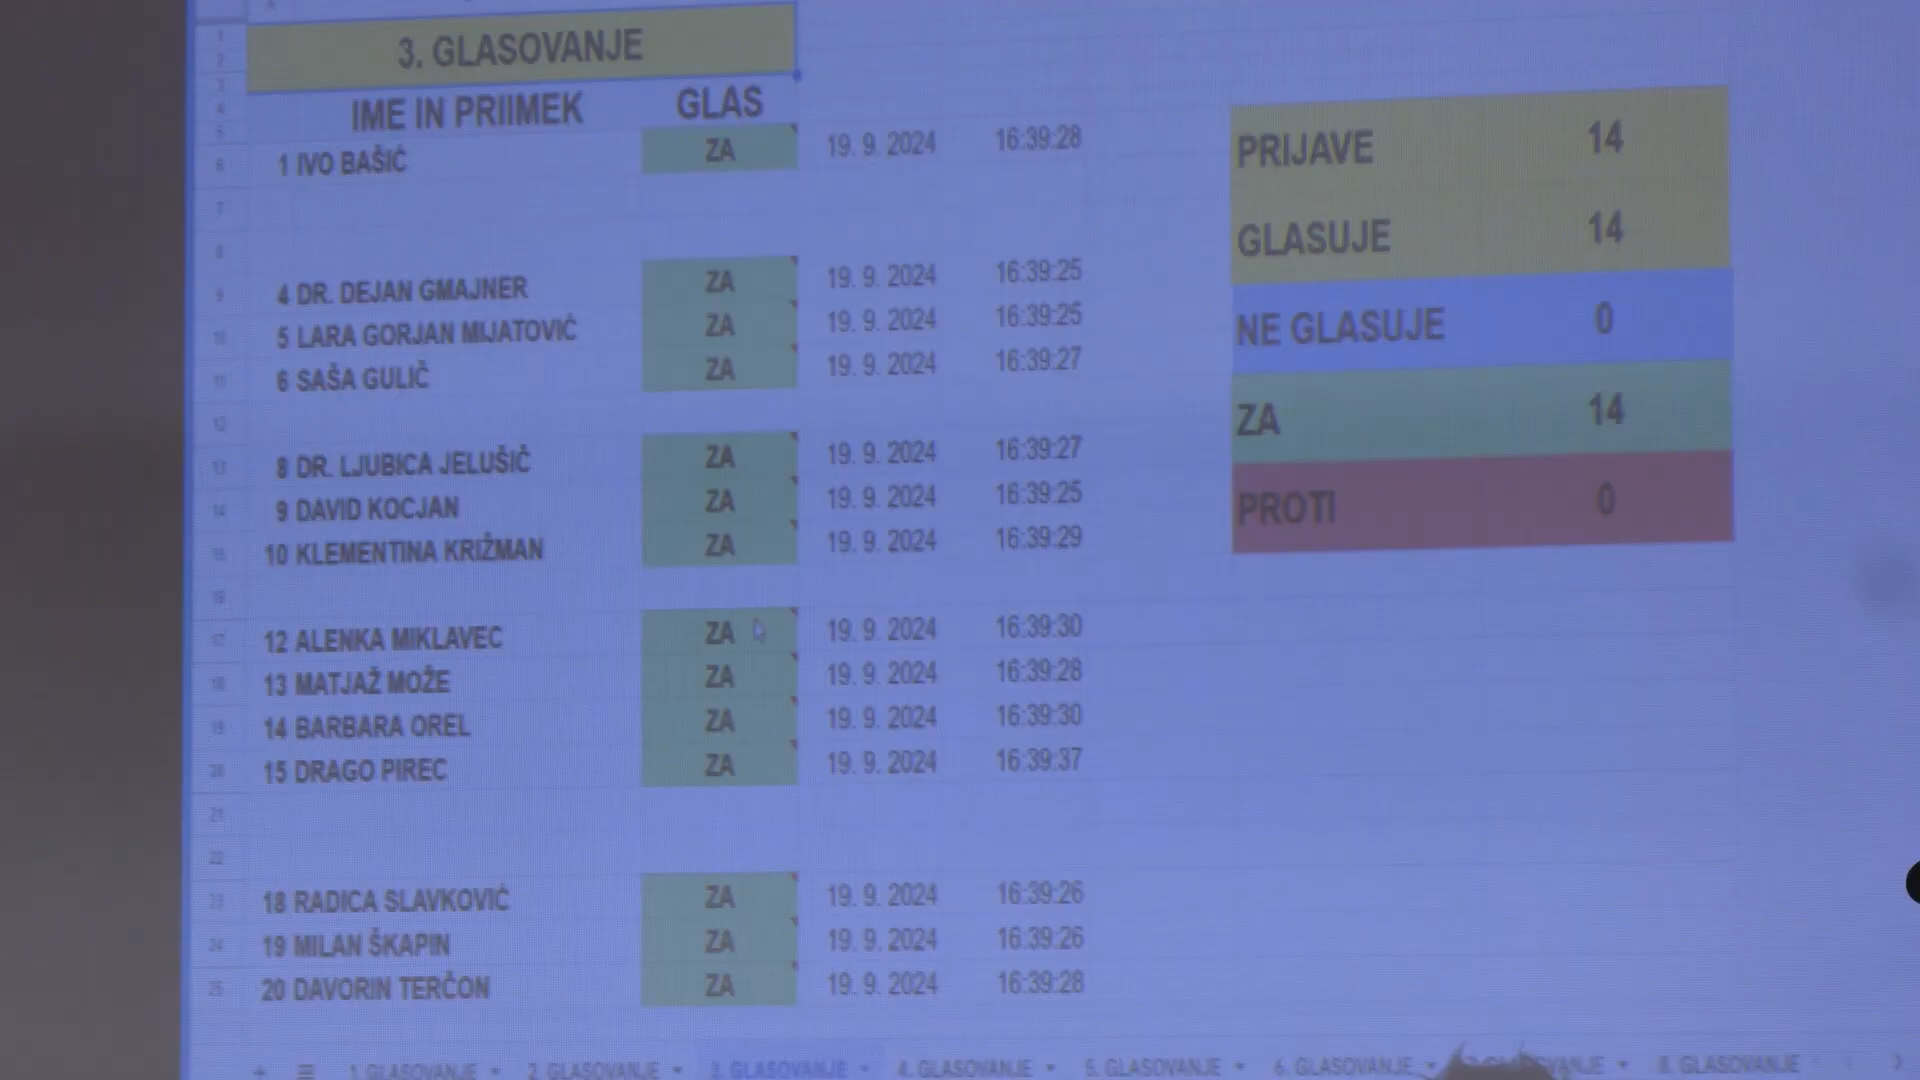 3. GLASOVANJE
IME IN PRIIMEK GLAS
1 IVO BAŠIĆ ZA 19. 9. 2024 16:39:28
4 DR. DEJAN GMAJNER ZA 19. 9. 2024 16:39:25
5 LARA GORJAN MIJATOVIĆ ZA 19. 9. 2024 16:39:25
6 SAŠA GULIČ ZA 19. 9. 2024 16:39:27
8 DR. LJUBICA JELUŠIČ ZA 19. 9. 2024 16:39:27
9 DAVID KOCJAN ZA 19. 9. 2024 16:39:25
10 KLEMENTINA KRIŽMAN ZA 19. 9. 2024 16:39:29
12 ALENKA MIKLAVEC ZA 19. 9. 2024 16:39:30
13 MATJAŽ MOŽE ZA 19. 9. 2024 16:39:28
14 BARBARA OREL ZA 19. 9. 2024 16:39:30
15 DRAGO PIREC ZA 19. 9. 2024 16:39:37
18 RADICA SLAVKOVIĆ ZA 19. 9. 2024 16:39:26
19 MILAN ŠKAPIN ZA 19. 9. 2024 16:39:26
20 DAVORIN TERČON ZA 19. 9. 2024 16:39:28
PRIJAVE 14
GLASUJE 14
NE GLASUJE 0
ZA 14
PROTI 0
1. GLASOVANJE 2. GLASOVANJE 3. GLASOVANJE 4. GLASOVANJE 5. GLASOVANJE 6. GLASOVANJE 8. GLASOVANJE